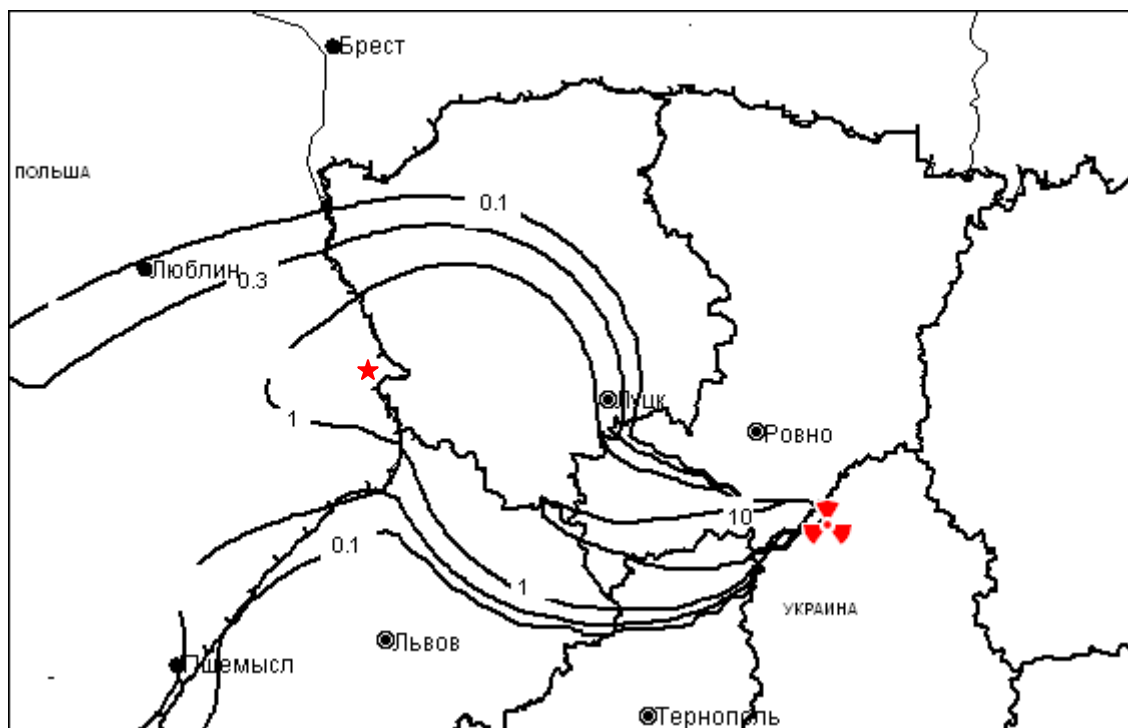 Брест
ПОЛЬША
0.1
Люблин
0.3
Луцк
1
Ровно
10
0.1
1
УКРАИНА
Львов
Пшемысл
Тернополь